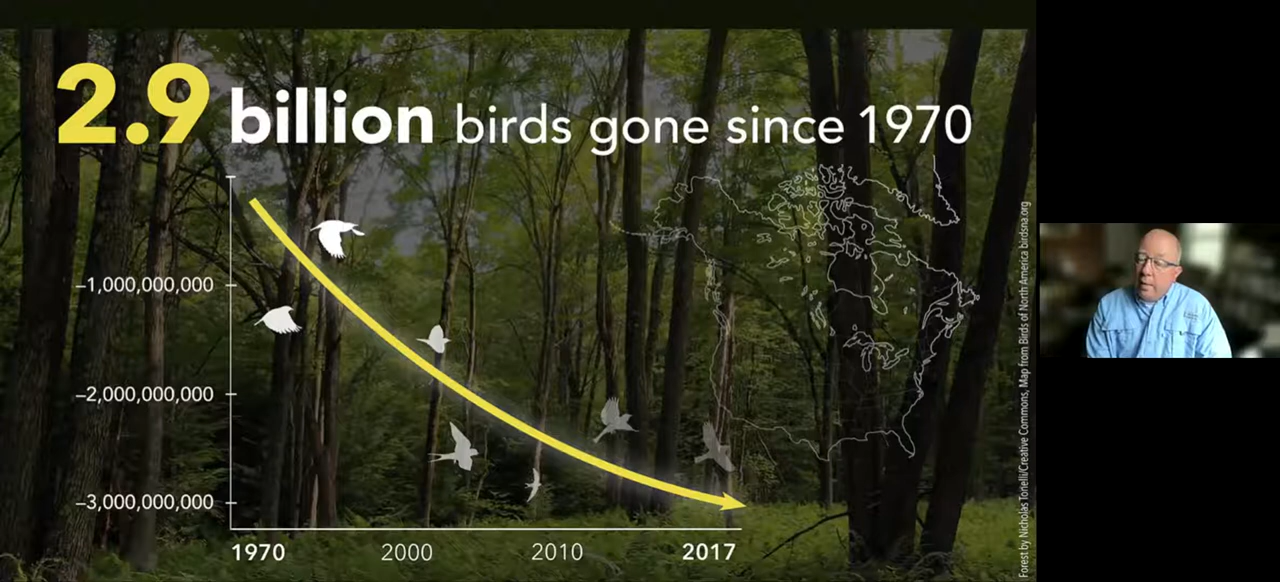 2.9 billion birds gone since 1970
–1,000,000,000
–2,000,000,000
–3,000,000,000
1970 2000 2010 2017
Forest by Nicholas Tonelli/Creative Commons, Map from Birds of North America birdsna.org